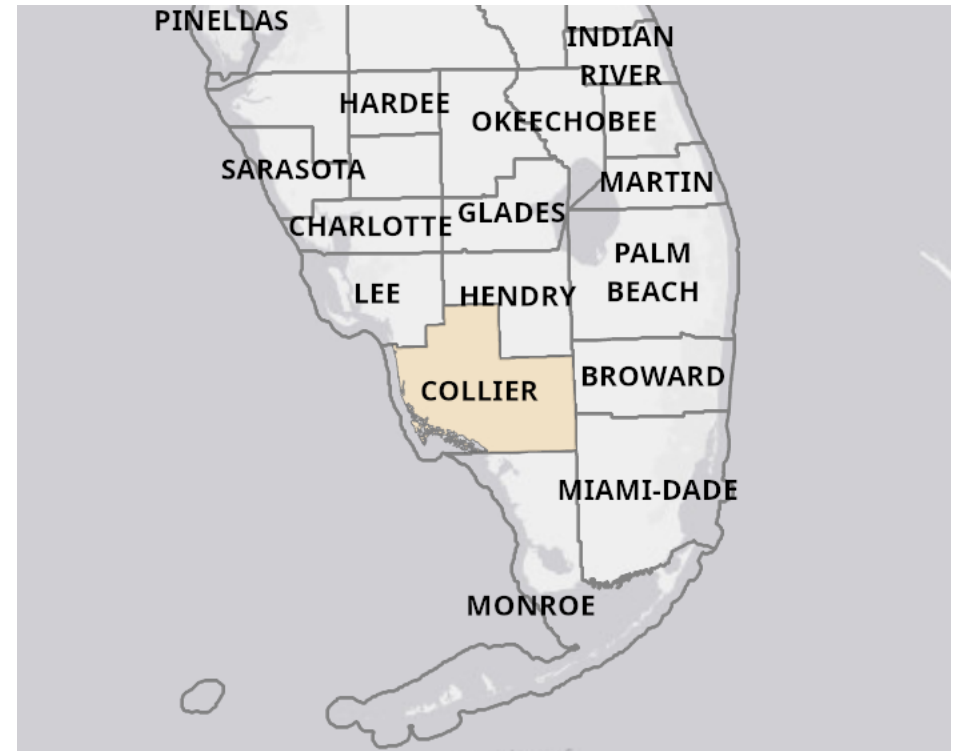 PINELLAS
INDIAN
RIVER
HARDEE
OKEECHOBEE
SARASOTA
MARTIN
GLADES
CHARLOTTE
PALM
BEACH
LEE
HENDRY
BROWARD
COLLIER
MIAMI-DADE
MONROE